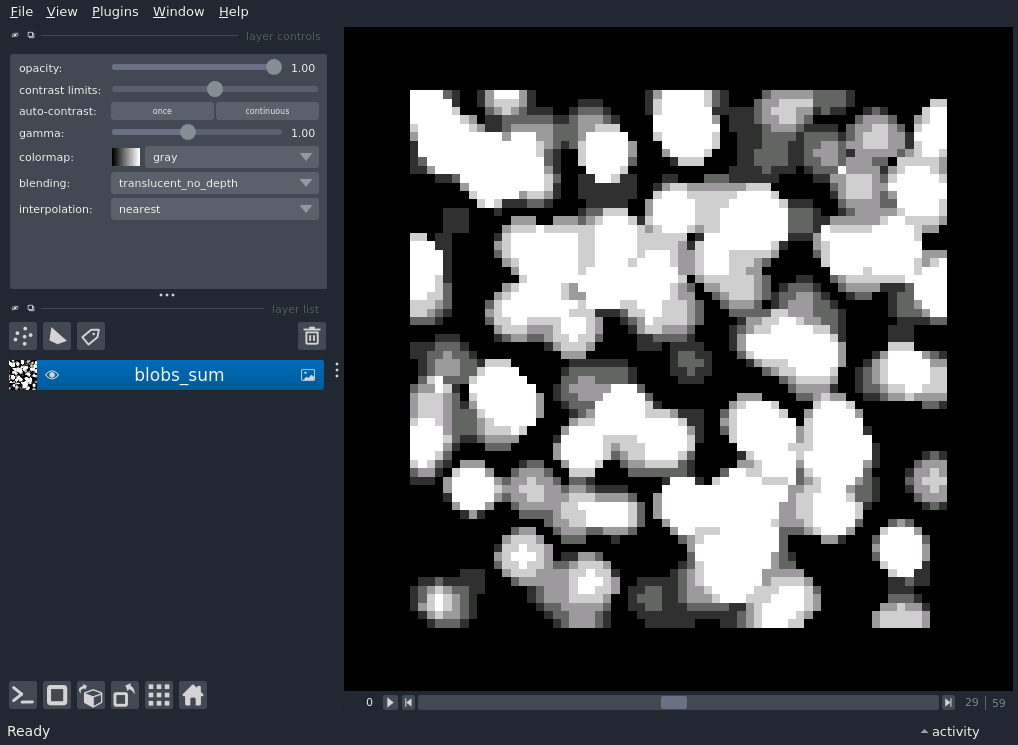 File View Plugins Window Help
layer controls
opacity: 1.00
contrast limits:
auto-contrast: once continuous
gamma: 1.00
colormap: gray
blending: translucent_no_depth
interpolation: nearest
layer list
blobs_sum
0 29 59
Ready activity